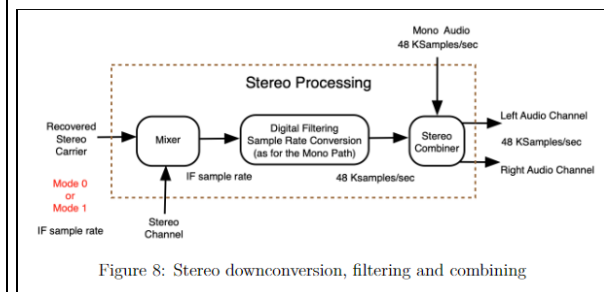 Mono Audio
48 KSamples/sec
Stereo Processing
Recovered
Stereo
Carrier
Mixer
Digital Filtering
Sample Rate Conversion
(as for the Mono Path)
Stereo
Combiner
Left Audio Channel
48 KSamples/sec
Right Audio Channel
IF sample rate
48 Ksamples/sec
Mode 0
or
Mode 1
IF sample rate
Stereo
Channel
Figure 8: Stereo downconversion, filtering and combining